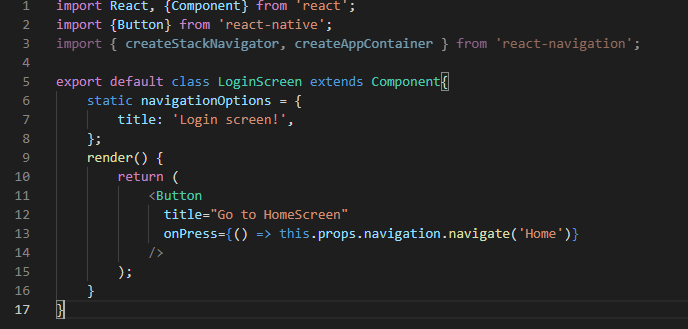 1 import React, {Component} from 'react';
2 import {Button} from 'react-native';
3 import { createStackNavigator, createAppContainer } from 'react-navigation';
4
5 export default class LoginScreen extends Component{
6     static navigationOptions = {
7         title: 'Login screen!',
8     };
9     render() {
10         return (
11             <Button
12               title="Go to HomeScreen"
13               onPress={() => this.props.navigation.navigate('Home')}
14             />
15         );
16     }
17 }